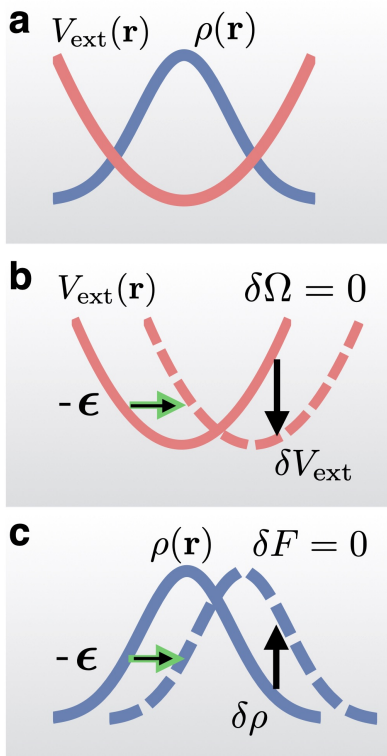 a
V_ext(r) ρ(r)
b
V_ext(r) δΩ = 0
-ϵ
δV_ext
c
ρ(r) δF = 0
-ϵ
δρ